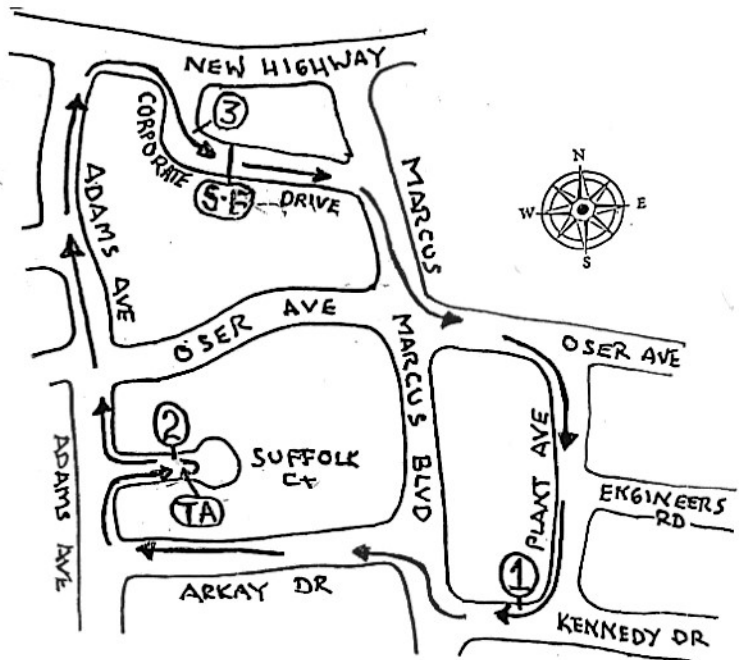 NEW HIGHWAY
CORPORATE
3
MARCUS
S-E
DRIVE
N
W
E
S
ADAMS AVE
OSER AVE
MARCUS BLVD
OSER AVE
2
SUFFOLK
CT
TA
ADAMS AVE
PLANT AVE
ENGINEERS
RD
1
ARKAY DR
KENNEDY DR